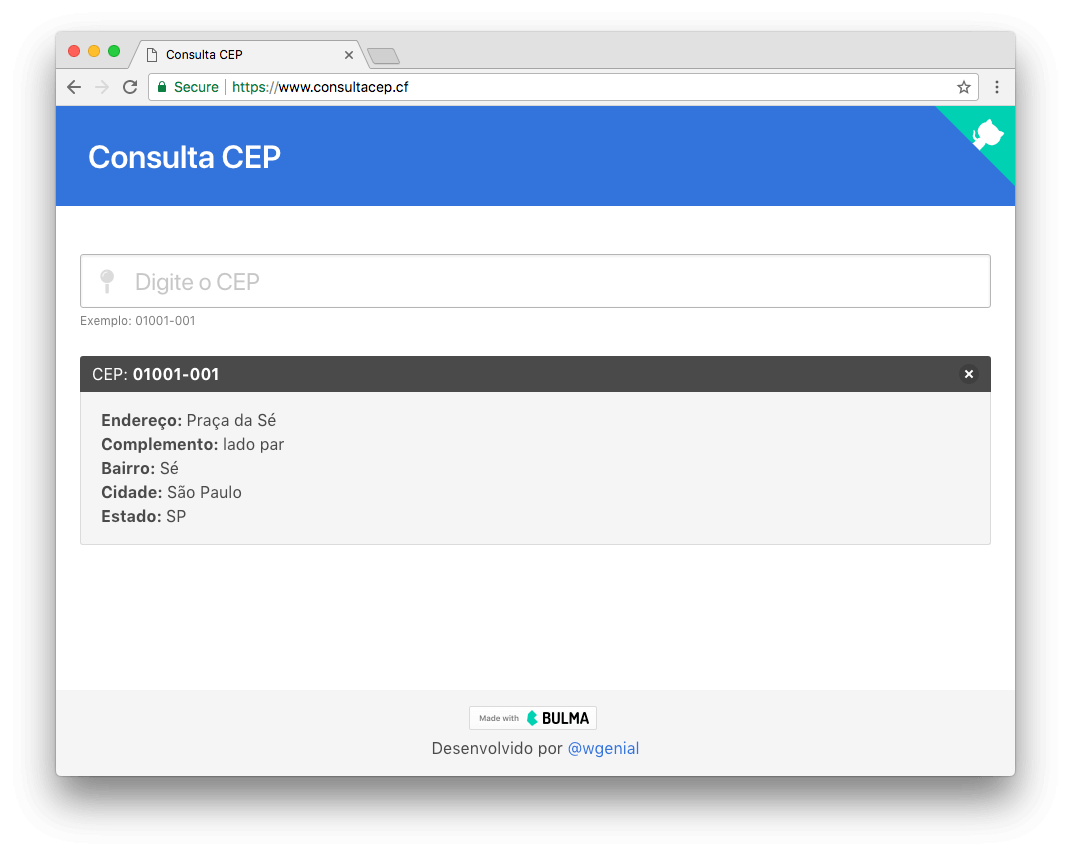 Consulta CEP
Secure https://www.consultacep.cf
Consulta CEP
Digite o CEP
Exemplo: 01001-001
CEP: 01001-001
Endereço: Praça da Sé
Complemento: lado par
Bairro: Sé
Cidade: São Paulo
Estado: SP
Made with BULMA
Desenvolvido por @wgenial